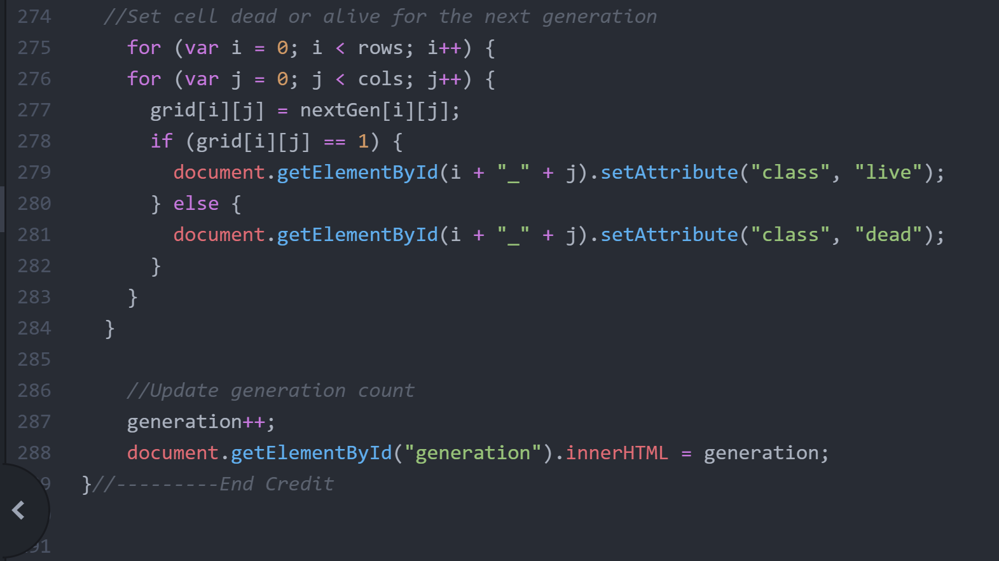 274 //Set cell dead or alive for the next generation
275 for (var i = 0; i < rows; i++) {
276 for (var j = 0; j < cols; j++) {
277 grid[i][j] = nextGen[i][j];
278 if (grid[i][j] == 1) {
279 document.getElementById(i + "_" + j).setAttribute("class", "live");
280 } else {
281 document.getElementById(i + "_" + j).setAttribute("class", "dead");
282 }
283 }
284 }
285
286 //Update generation count
287 generation++;
288 document.getElementById("generation").innerHTML = generation;
9 }//---------End Credit
91